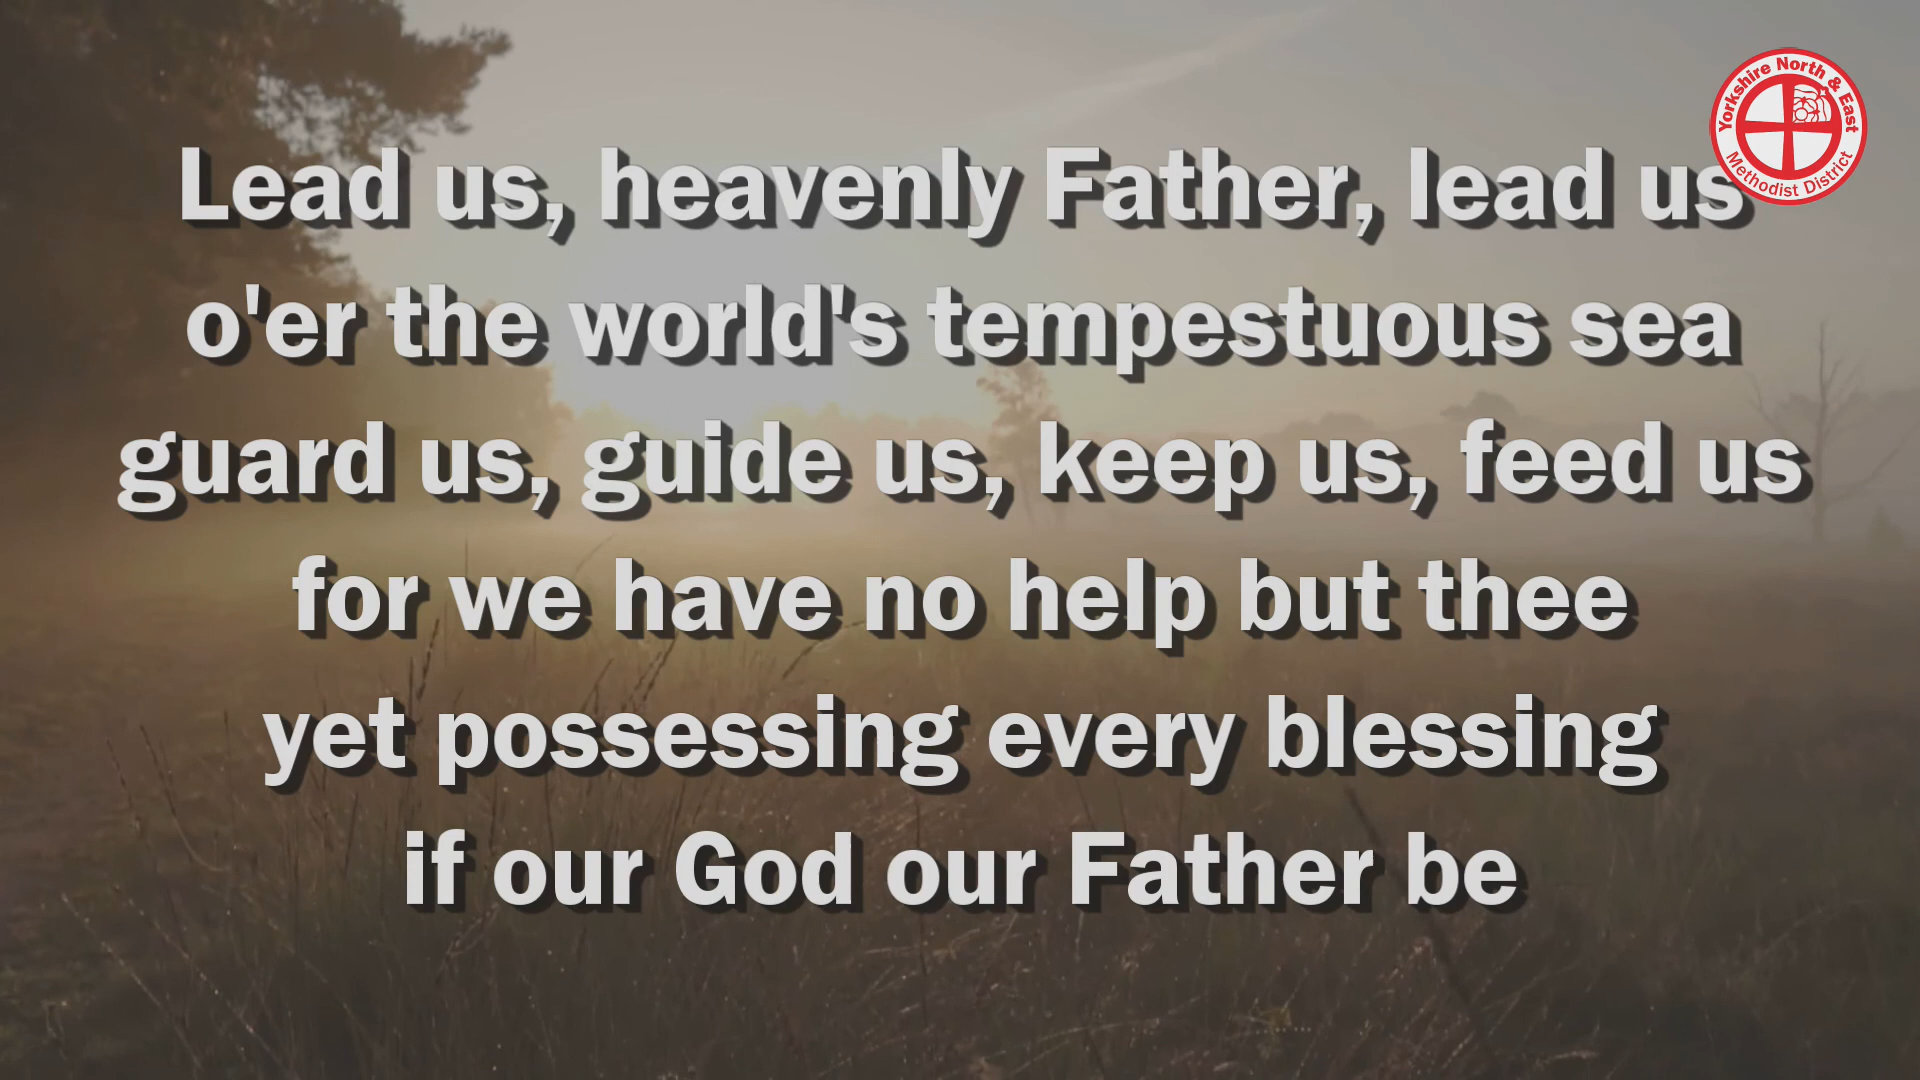 Yorkshire North & East
Methodist District
Lead us, heavenly Father, lead us
o'er the world's tempestuous sea
guard us, guide us, keep us, feed us
for we have no help but thee
yet possessing every blessing
if our God our Father be